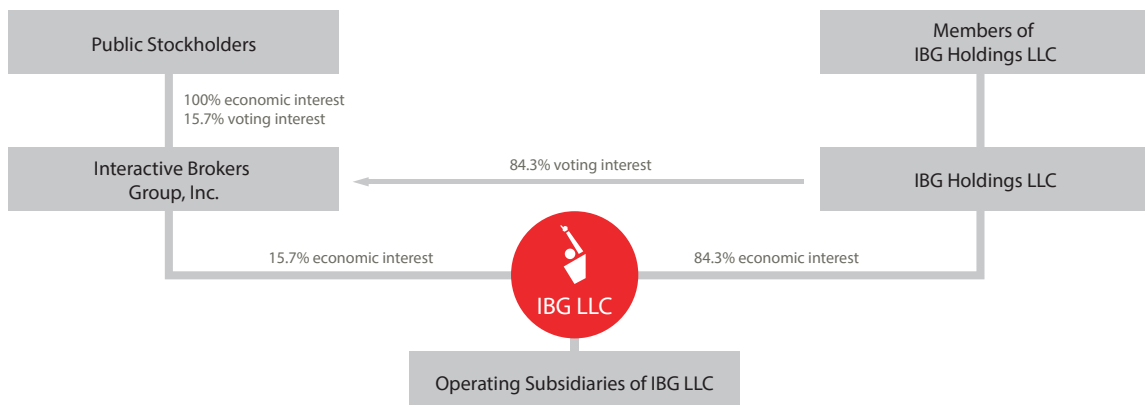 Public Stockholders
Members of
IBG Holdings LLC
100% economic interest
15.7% voting interest
Interactive Brokers
Group, Inc.
84.3% voting interest
IBG Holdings LLC
15.7% economic interest
84.3% economic interest
IBG LLC
Operating Subsidiaries of IBG LLC